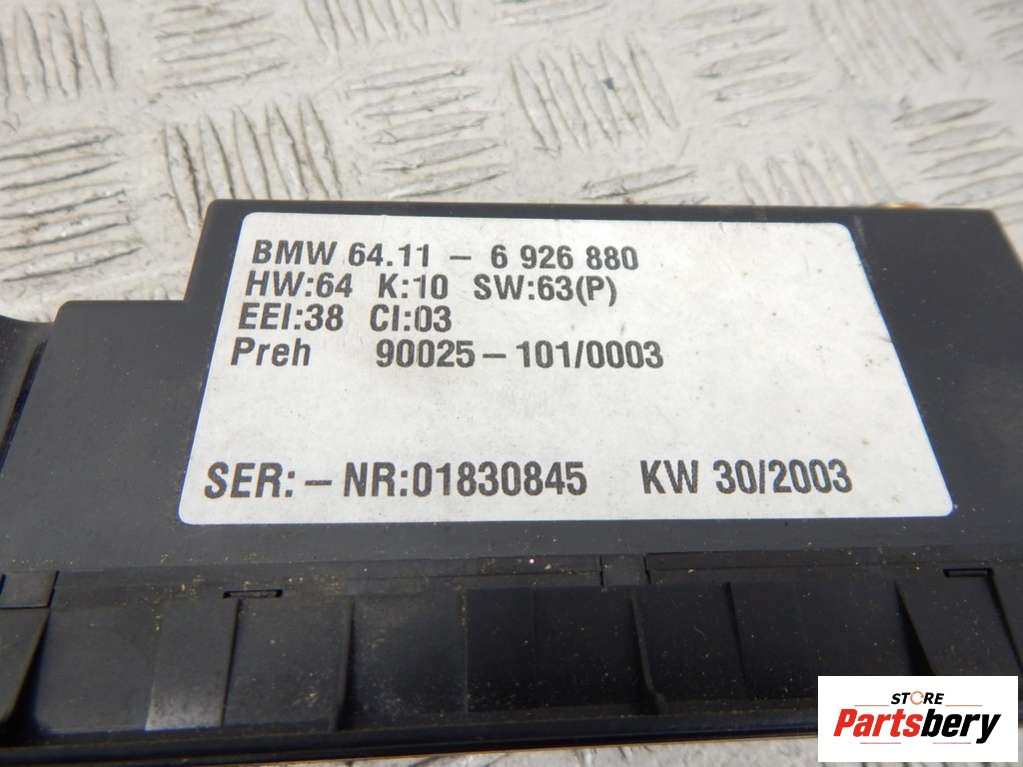 BMW 64.11 – 6 926 880
HW:64 K:10 SW:63(P)
EEI:38 CI:03
Preh 90025 – 101/0003
SER: – NR:01830845 KW 30/2003
STORE
Partsbery